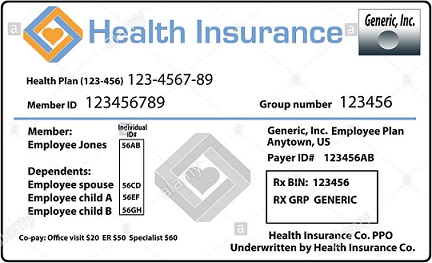 Health Insurance
Generic, Inc.
Health Plan (123-456) 123-4567-89
Member ID 123456789
Group number 123456
Member:
Individual ID#
Employee Jones 56AB
Dependents:
Employee spouse 56CD
Employee child A 56EF
Employee child B 56GH
Generic, Inc. Employee Plan
Anytown, US
Payer ID# 123456AB
Rx BIN: 123456
RX GRP GENERIC
Co-pay: Office visit $20 ER $50 Specialist $60
Health Insurance Co. PPO
Underwritten by Health Insurance Co.